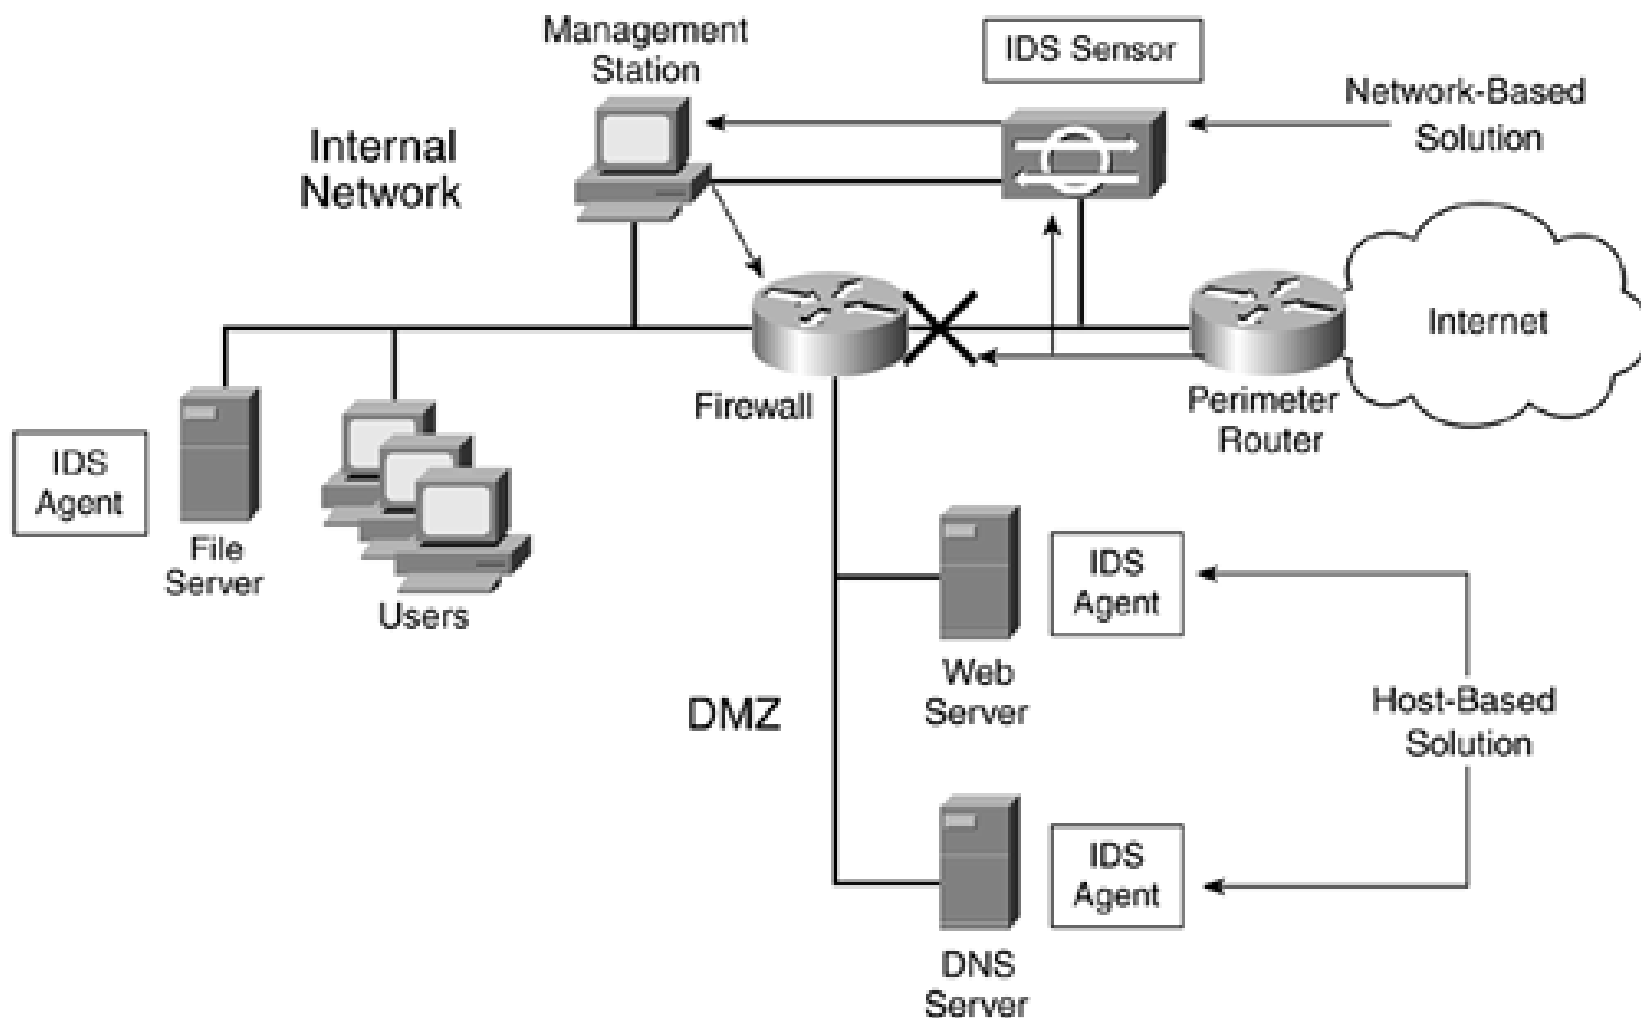 Management
Station
IDS Sensor
Network-Based
Solution
Internal
Network
Internet
Firewall
Perimeter
Router
IDS
Agent
File
Server
Users
IDS
Agent
Web
Server
DMZ
Host-Based
Solution
IDS
Agent
DNS
Server